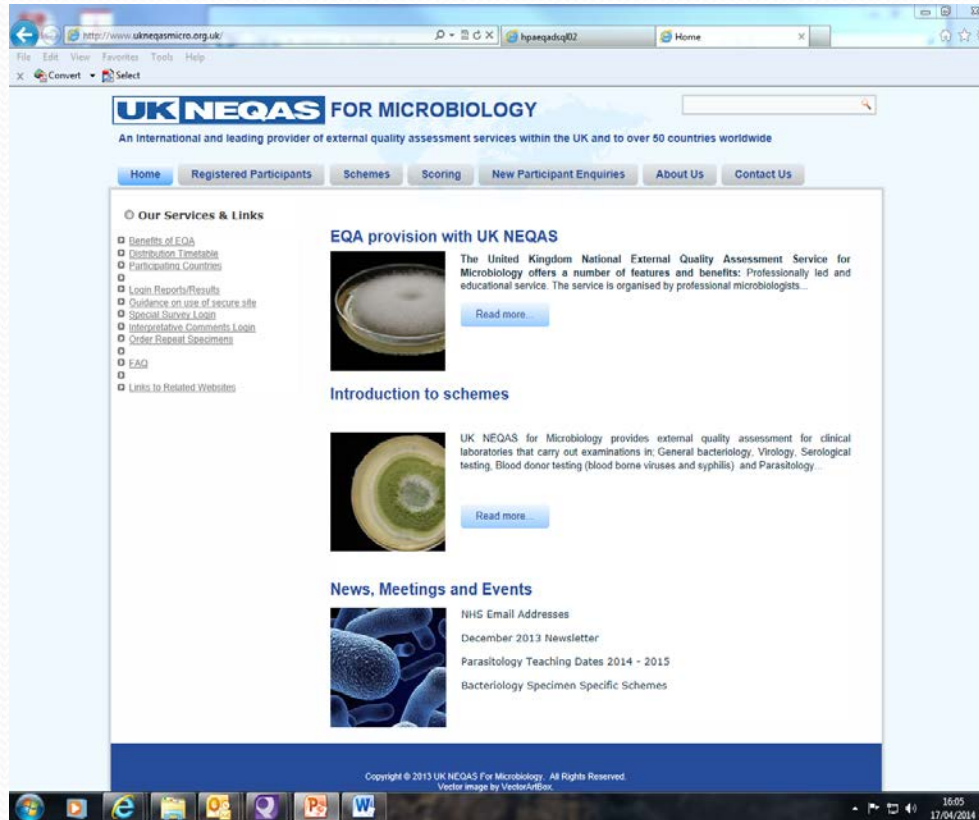 http://www.ukneqasmicro.org.uk/
hpaeqadsql02
Home
File Edit View Favorites Tools Help
Convert Select
UK NEQAS FOR MICROBIOLOGY
An International and leading provider of external quality assessment services within the UK and to over 50 countries worldwide
Home Registered Participants Schemes Scoring New Participant Enquiries About Us Contact Us
Our Services & Links
Benefits of EQA
Distribution Timetable
Participating Countries
Login Reports/Results
Guidance on use of secure site
Special Survey Login
Interpretative Comments Login
Order Repeat Specimens
FAQ
Links to Related Websites
EQA provision with UK NEQAS
The United Kingdom National External Quality Assessment Service for
Microbiology offers a number of features and benefits: Professionally led and
educational service. The service is organised by professional microbiologists...
Read more...
Introduction to schemes
UK NEQAS for Microbiology provides external quality assessment for clinical
laboratories that carry out examinations in; General bacteriology, Virology, Serological
testing, Blood donor testing (blood borne viruses and syphilis) and Parasitology...
Read more...
News, Meetings and Events
NHS Email Addresses
December 2013 Newsletter
Parasitology Teaching Dates 2014 - 2015
Bacteriology Specimen Specific Schemes
Copyright © 2013 UK NEQAS For Microbiology. All Rights Reserved.
Vector image by VectorArtBox.
16:05
17/04/2014